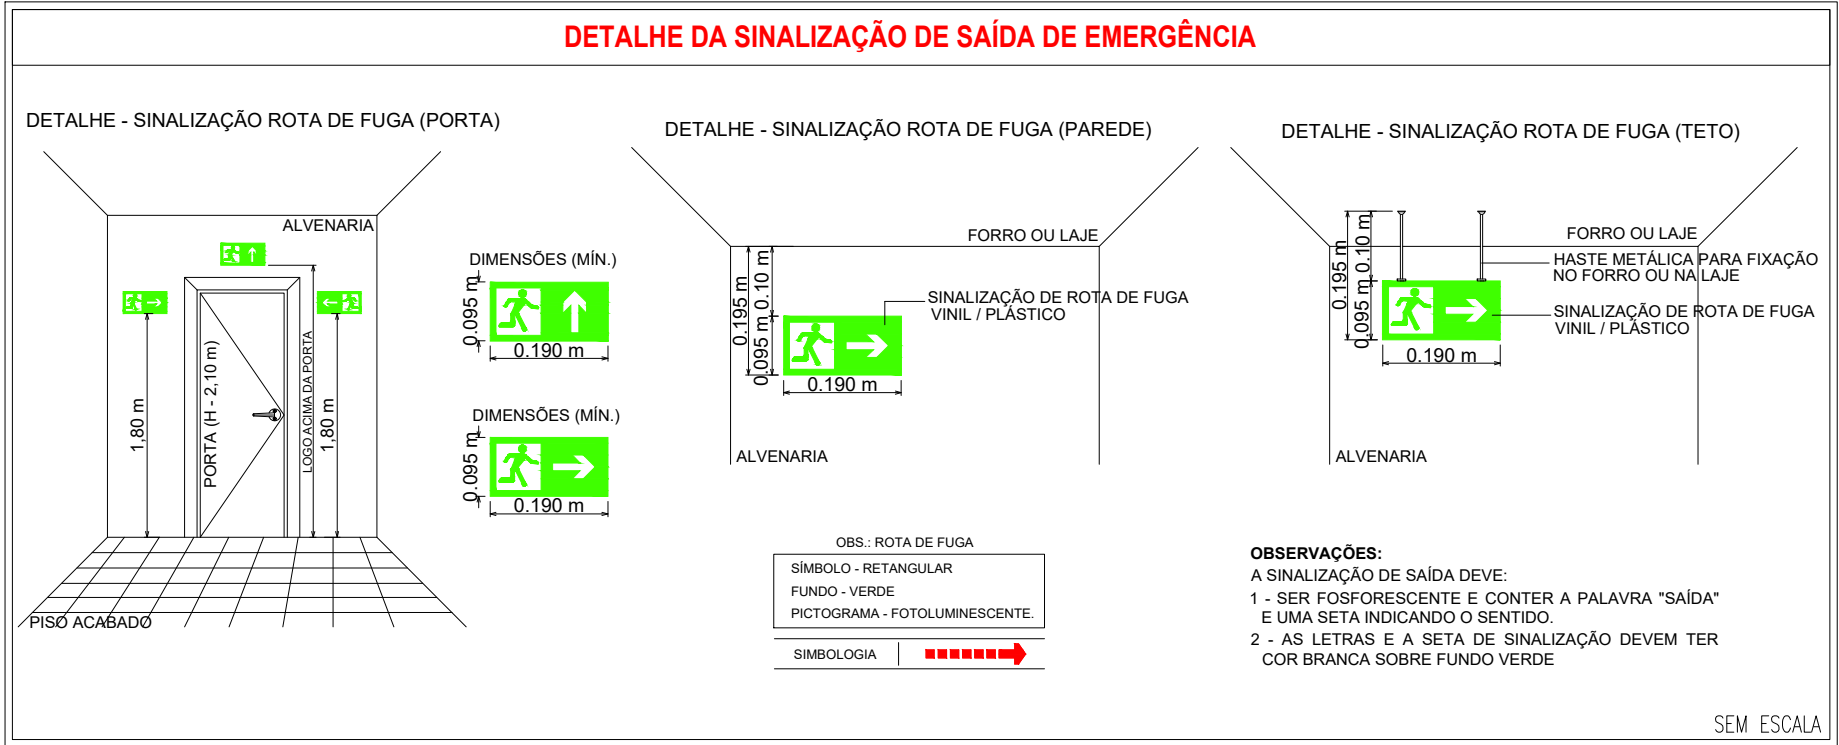 DETALHE DA SINALIZAÇÃO DE SAÍDA DE EMERGÊNCIA
DETALHE - SINALIZAÇÃO ROTA DE FUGA (PORTA)
ALVENARIA
1,80 m
PORTA (H - 2,10 m)
LOGO ACIMA DA PORTA
1,80 m
PISO ACABADO
DIMENSÕES (MÍN.)
0.095 m
0.190 m
DIMENSÕES (MÍN.)
0.095 m
0.190 m
DETALHE - SINALIZAÇÃO ROTA DE FUGA (PAREDE)
FORRO OU LAJE
0.195 m
0.10 m
0.095 m
SINALIZAÇÃO DE ROTA DE FUGA
VINIL / PLÁSTICO
0.190 m
ALVENARIA
DETALHE - SINALIZAÇÃO ROTA DE FUGA (TETO)
FORRO OU LAJE
0.195 m
0.10 m
0.095 m
HASTE METÁLICA PARA FIXAÇÃO
NO FORRO OU NA LAJE
SINALIZAÇÃO DE ROTA DE FUGA
VINIL / PLÁSTICO
0.190 m
ALVENARIA
OBS.: ROTA DE FUGA
SÍMBOLO - RETANGULAR
FUNDO - VERDE
PICTOGRAMA - FOTOLUMINESCENTE.
SIMBOLOGIA
OBSERVAÇÕES:
A SINALIZAÇÃO DE SAÍDA DEVE:
1 - SER FOSFORESCENTE E CONTER A PALAVRA "SAÍDA"
E UMA SETA INDICANDO O SENTIDO.
2 - AS LETRAS E A SETA DE SINALIZAÇÃO DEVEM TER
COR BRANCA SOBRE FUNDO VERDE
SEM ESCALA